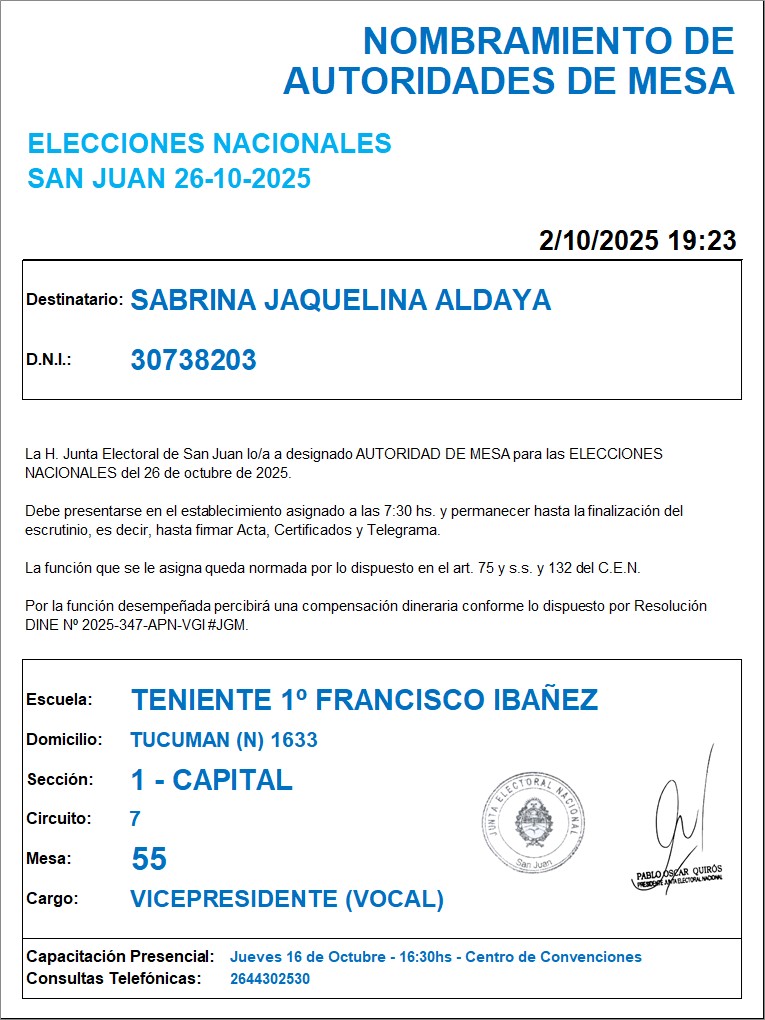 NOMBRAMIENTO DE
AUTORIDADES DE MESA
ELECCIONES NACIONALES
SAN JUAN 26-10-2025
2/10/2025 19:23
Destinatario: SABRINA JAQUELINA ALDAYA
D.N.I.: 30738203
La H. Junta Electoral de San Juan lo/a a designado AUTORIDAD DE MESA para las ELECCIONES
NACIONALES del 26 de octubre de 2025.
Debe presentarse en el establecimiento asignado a las 7:30 hs. y permanecer hasta la finalización del
escrutinio, es decir, hasta firmar Acta, Certificados y Telegrama.
La función que se le asigna queda normada por lo dispuesto en el art. 75 y s.s. y 132 del C.E.N.
Por la función desempeñada percibirá una compensación dineraria conforme lo dispuesto por Resolución
DINE Nº 2025-347-APN-VGI#JGM.
Escuela: TENIENTE 1º FRANCISCO IBAÑEZ
Domicilio: TUCUMAN (N) 1633
Sección: 1 - CAPITAL
Circuito: 7
Mesa: 55
Cargo: VICEPRESIDENTE (VOCAL)
JUNTA ELECTORAL NACIONAL
San Juan
PABLO OSCAR QUIRÓS
PRESIDENTE JUNTA ELECTORAL NACIONAL
Capacitación Presencial: Jueves 16 de Octubre - 16:30hs - Centro de Convenciones
Consultas Telefónicas: 2644302530